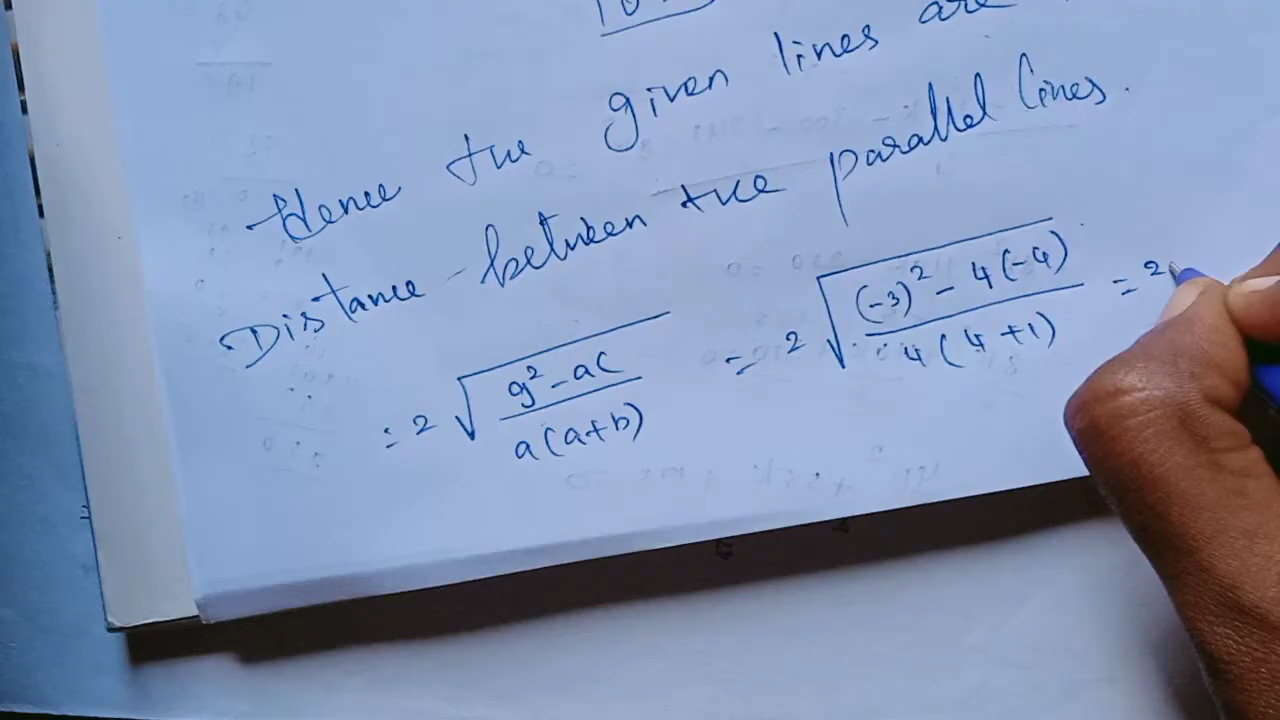 Hence the given lines are
Distance between the parallel lines.
= 2 √(g² - ac / a(a+b)) = 2 √((-3)² - 4(-4) / 4(4+1)) = 2